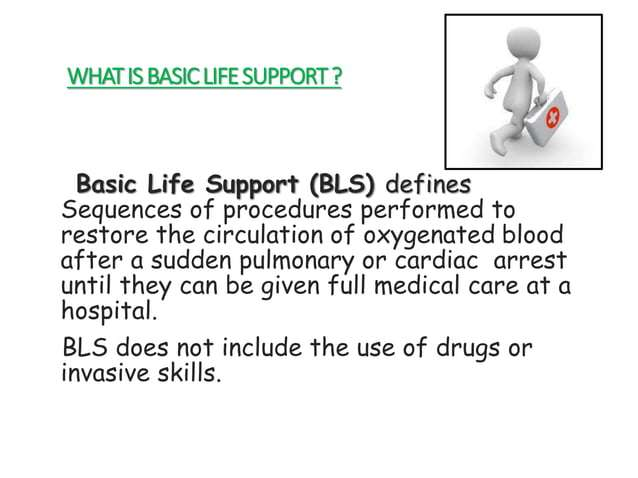 WHAT IS BASIC LIFE SUPPORT ?
Basic Life Support (BLS) defines
Sequences of procedures performed to
restore the circulation of oxygenated blood
after a sudden pulmonary or cardiac arrest
until they can be given full medical care at a
hospital.
BLS does not include the use of drugs or
invasive skills.